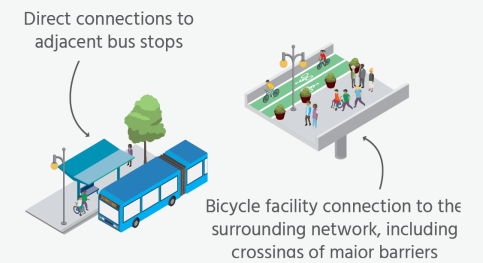 Direct connections to
adjacent bus stops
Bicycle facility connection to the
surrounding network, including
crossings of major barriers